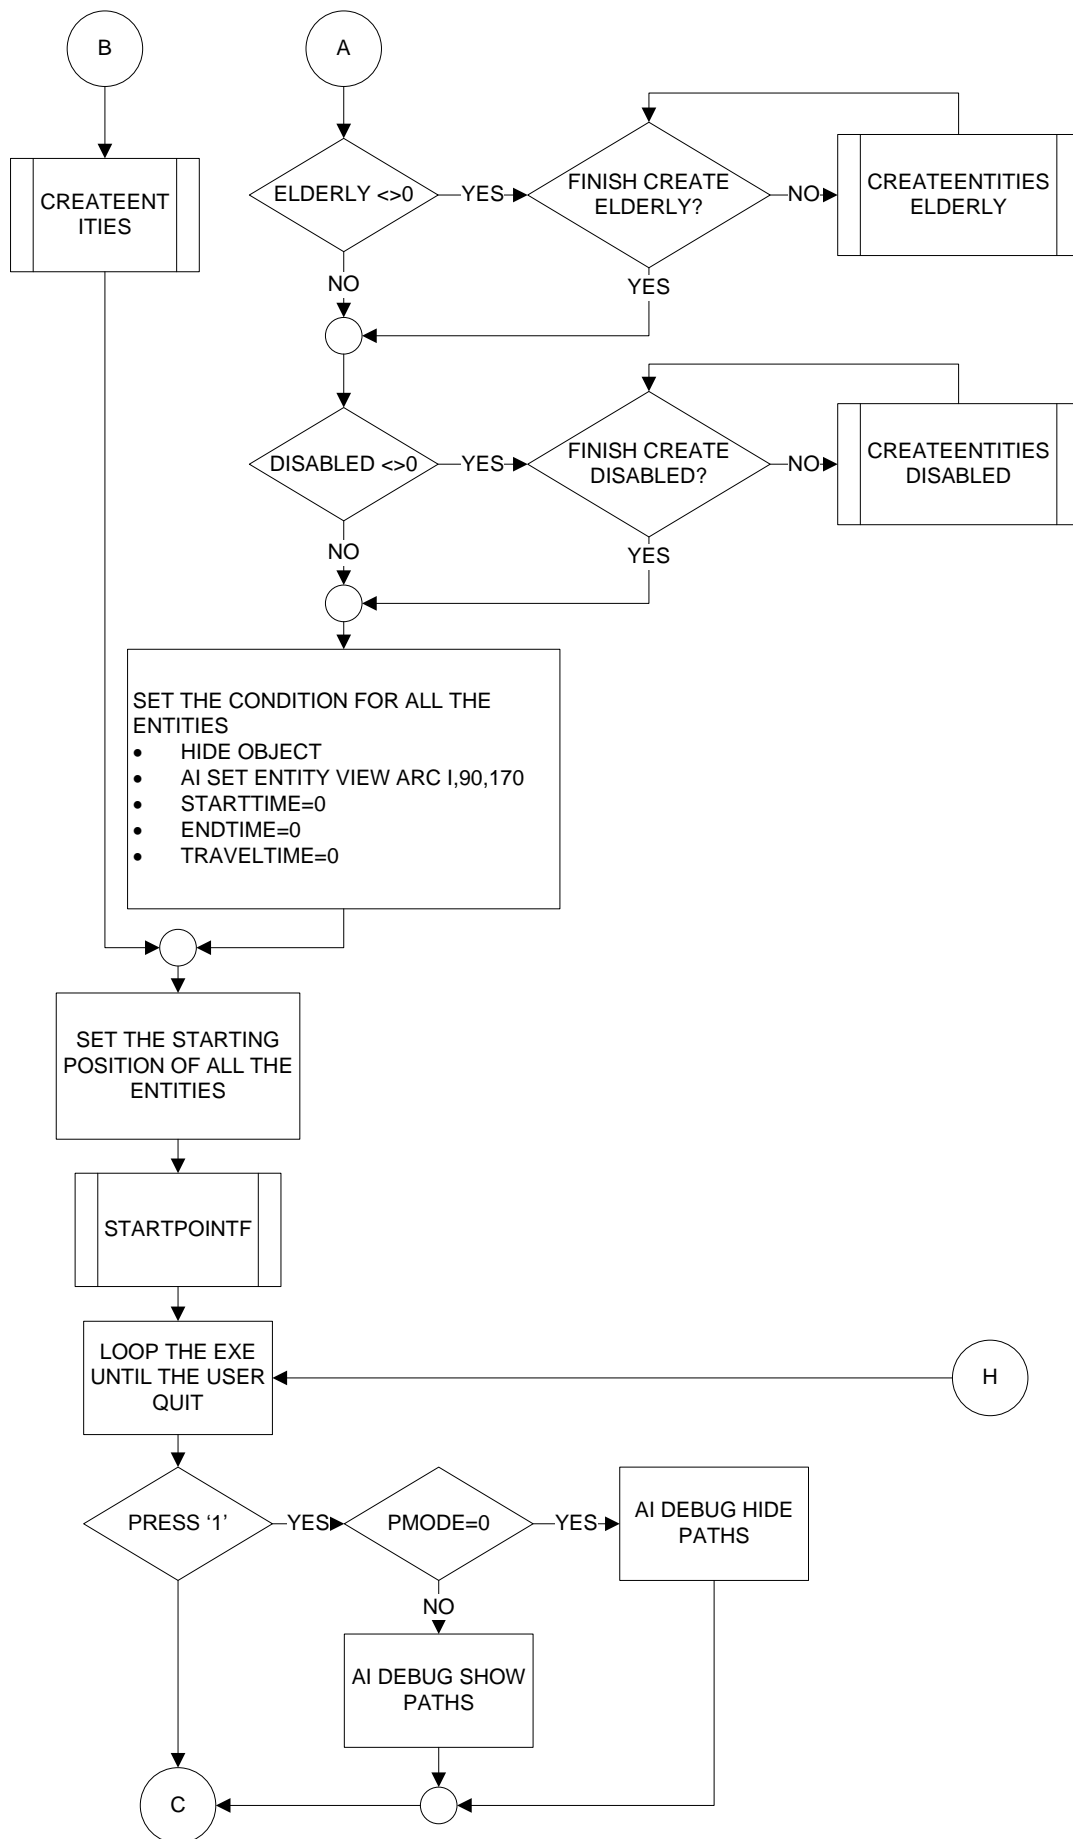 B
A
CREATEENT
ITIES
ELDERLY <>0
YES
FINISH CREATE
ELDERLY?
NO
CREATEENTITIES
ELDERLY
NO
YES
DISABLED <>0
YES
FINISH CREATE
DISABLED?
NO
CREATEENTITIES
DISABLED
NO
YES
SET THE CONDITION FOR ALL THE
ENTITIES
• HIDE OBJECT
• AI SET ENTITY VIEW ARC I,90,170
• STARTTIME=0
• ENDTIME=0
• TRAVELTIME=0
SET THE STARTING
POSITION OF ALL THE
ENTITIES
STARTPOINTF
LOOP THE EXE
UNTIL THE USER
QUIT
H
PRESS ‘1’
YES
PMODE=0
YES
AI DEBUG HIDE
PATHS
NO
AI DEBUG SHOW
PATHS
C